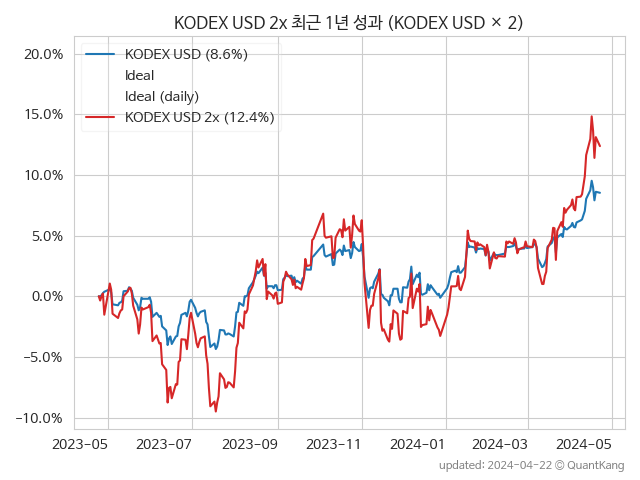 KODEX USD 2x 최근 1년 성과 (KODEX USD × 2)
20.0%
15.0%
10.0%
5.0%
0.0%
−5.0%
−10.0%
KODEX USD (8.6%)
Ideal
Ideal (daily)
KODEX USD 2x (12.4%)
2023-05 2023-07 2023-09 2023-11 2024-01 2024-03 2024-05
updated: 2024-04-22 © QuantKang